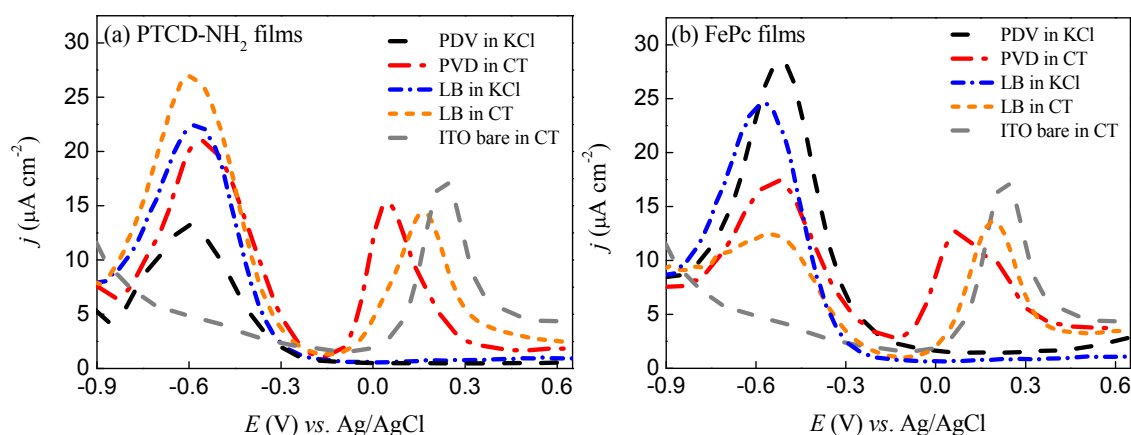 (a) PTCD-NH₂ films
PDV in KCl
PVD in CT
LB in KCl
LB in CT
ITO bare in CT
30
25
20
15
10
5
0
j (μA cm⁻²)
-0.9 -0.6 -0.3 0.0 0.3 0.6
E (V) vs. Ag/AgCl
(b) FePc films
PDV in KCl
PVD in CT
LB in KCl
LB in CT
ITO bare in CT
30
25
20
15
10
5
0
j (μA cm⁻²)
-0.9 -0.6 -0.3 0.0 0.3 0.6
E (V) vs. Ag/AgCl